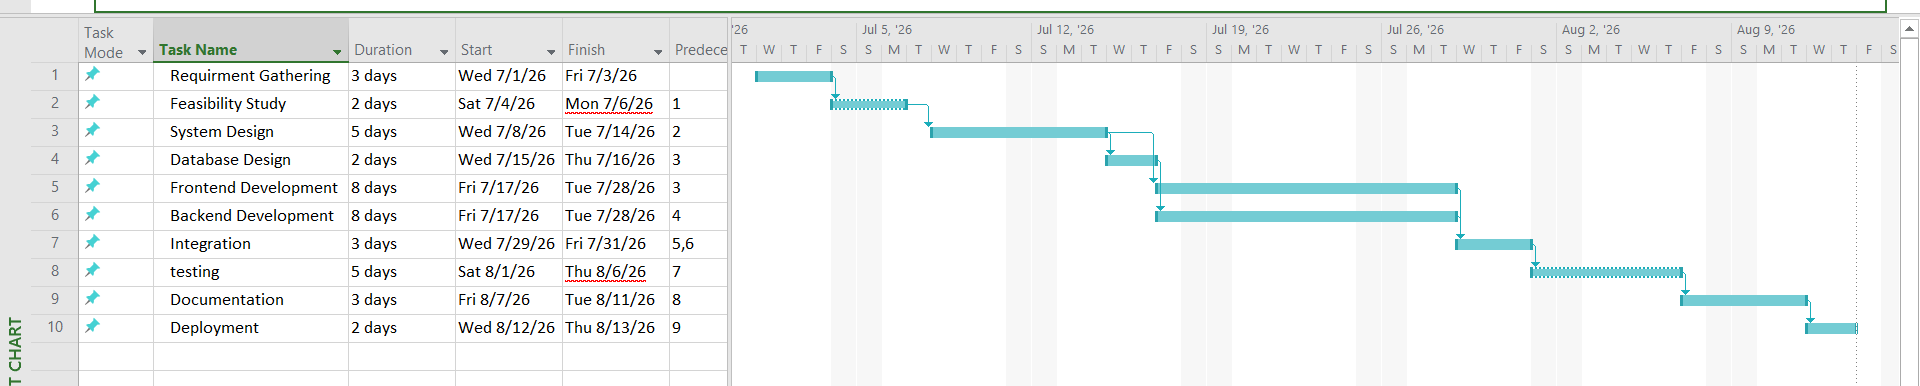 Task Mode Task Name Duration Start Finish Predece
1 Requirment Gathering 3 days Wed 7/1/26 Fri 7/3/26
2 Feasibility Study 2 days Sat 7/4/26 Mon 7/6/26 1
3 System Design 5 days Wed 7/8/26 Tue 7/14/26 2
4 Database Design 2 days Wed 7/15/26 Thu 7/16/26 3
5 Frontend Development 8 days Fri 7/17/26 Tue 7/28/26 3
6 Backend Development 8 days Fri 7/17/26 Tue 7/28/26 4
7 Integration 3 days Wed 7/29/26 Fri 7/31/26 5,6
8 testing 5 days Sat 8/1/26 Thu 8/6/26 7
9 Documentation 3 days Fri 8/7/26 Tue 8/11/26 8
10 Deployment 2 days Wed 8/12/26 Thu 8/13/26 9
'26 Jul 5, '26 Jul 12, '26 Jul 19, '26 Jul 26, '26 Aug 2, '26 Aug 9, '26
T W T F S S M T W T F S S M T W T F S S M T W T F S S M T W T F S S M T W T F S S M T W T F S
T CHART